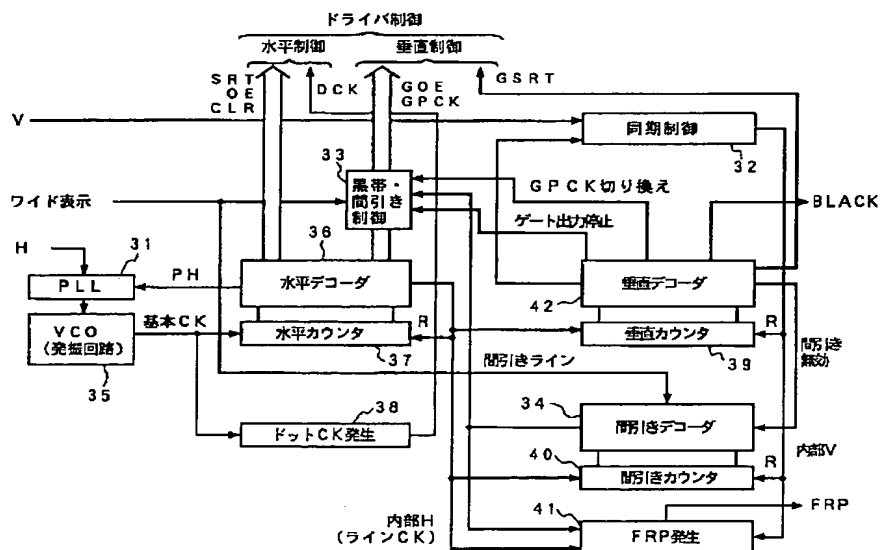 ドライバ制御
水平制御
垂直制御
SRT
OE
CLR
DCK
GOE
GPCK
GSRT
V
同期制御
32
33
黒帯・
間引き
制御
GPCK切り換え
ワイド表示
BLACK
ゲート出力停止
H
31
PLL
PH
36
水平デコーダ
42
垂直デコーダ
VCO
(発振回路)
35
基本CK
水平カウンタ
37
R
垂直カウンタ
39
R
間引き
無効
間引きライン
38
ドットCK発生
34
間引きデコーダ
内部V
40
間引きカウンタ
R
41
FRP発生
FRP
内部H
(ラインCK)